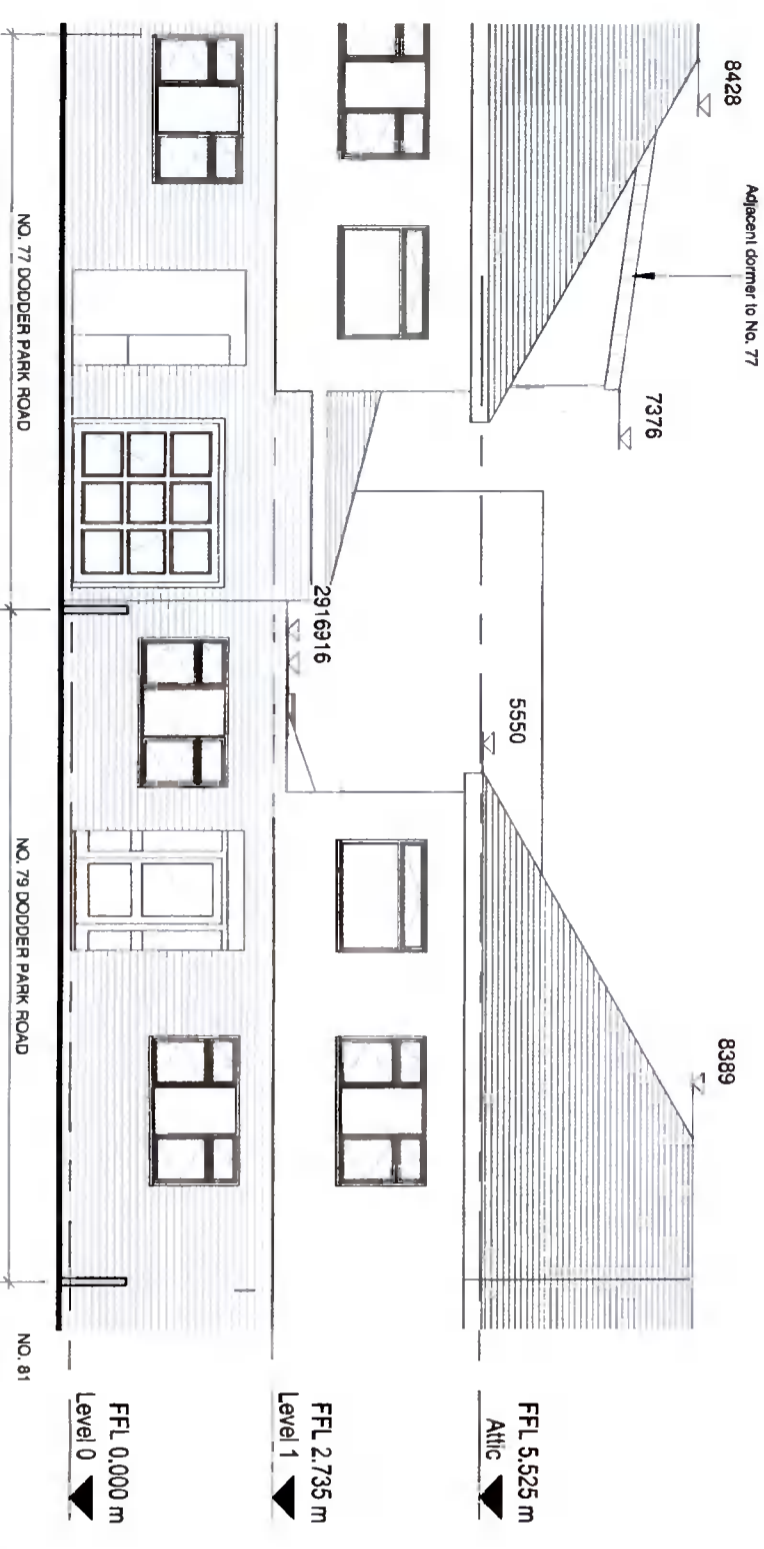 8428
Adjacent dormer to No. 77
7376
2916916
5550
8389
FFL 5.525 m
Attic
FFL 2.735 m
Level 1
FFL 0.000 m
Level 0
NO. 77 DODDER PARK ROAD
NO. 79 DODDER PARK ROAD
NO. 81